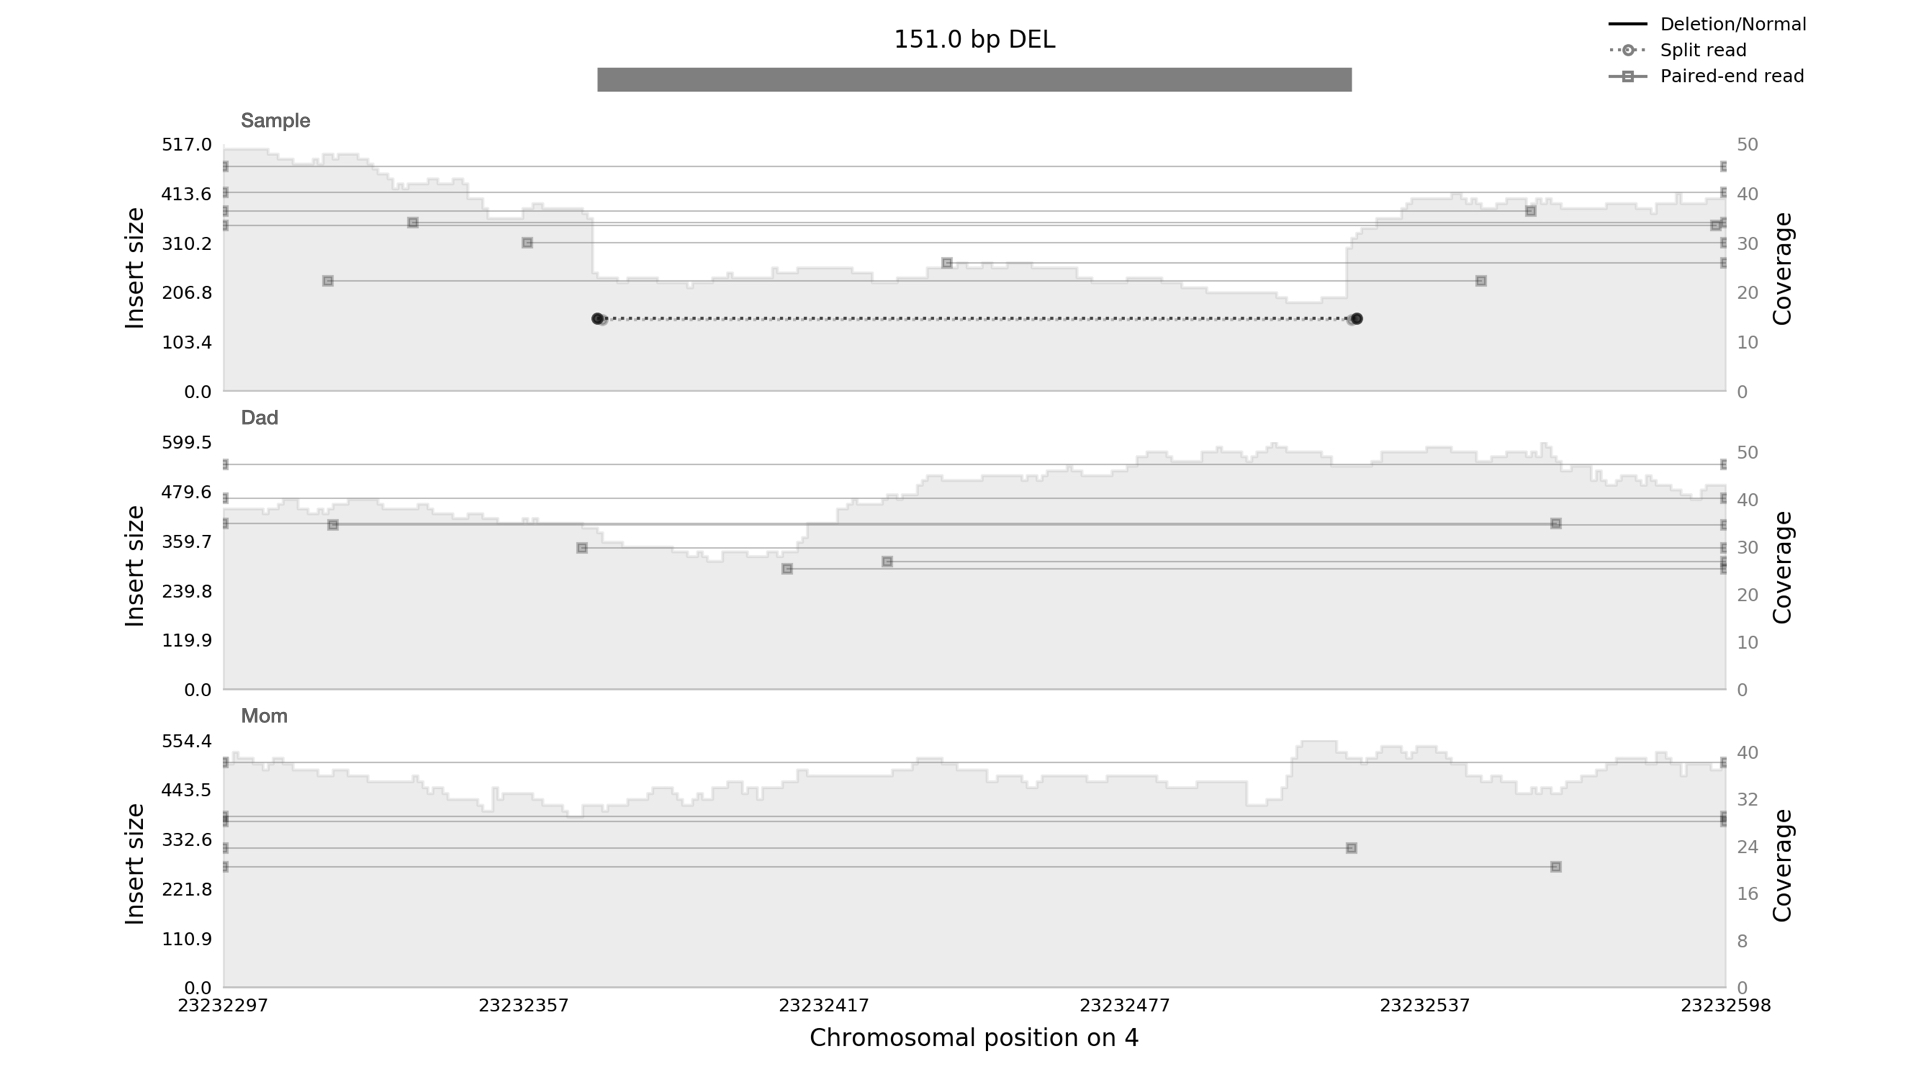 151.0 bp DEL
Deletion/Normal
Split read
Paired-end read
Sample
517.0
413.6
310.2
206.8
103.4
0.0
Insert size
50
40
30
20
10
0
Coverage
Dad
599.5
479.6
359.7
239.8
119.9
0.0
Insert size
50
40
30
20
10
0
Coverage
Mom
554.4
443.5
332.6
221.8
110.9
0.0
Insert size
40
32
24
16
8
0
Coverage
23232297 23232357 23232417 23232477 23232537 23232598
Chromosomal position on 4